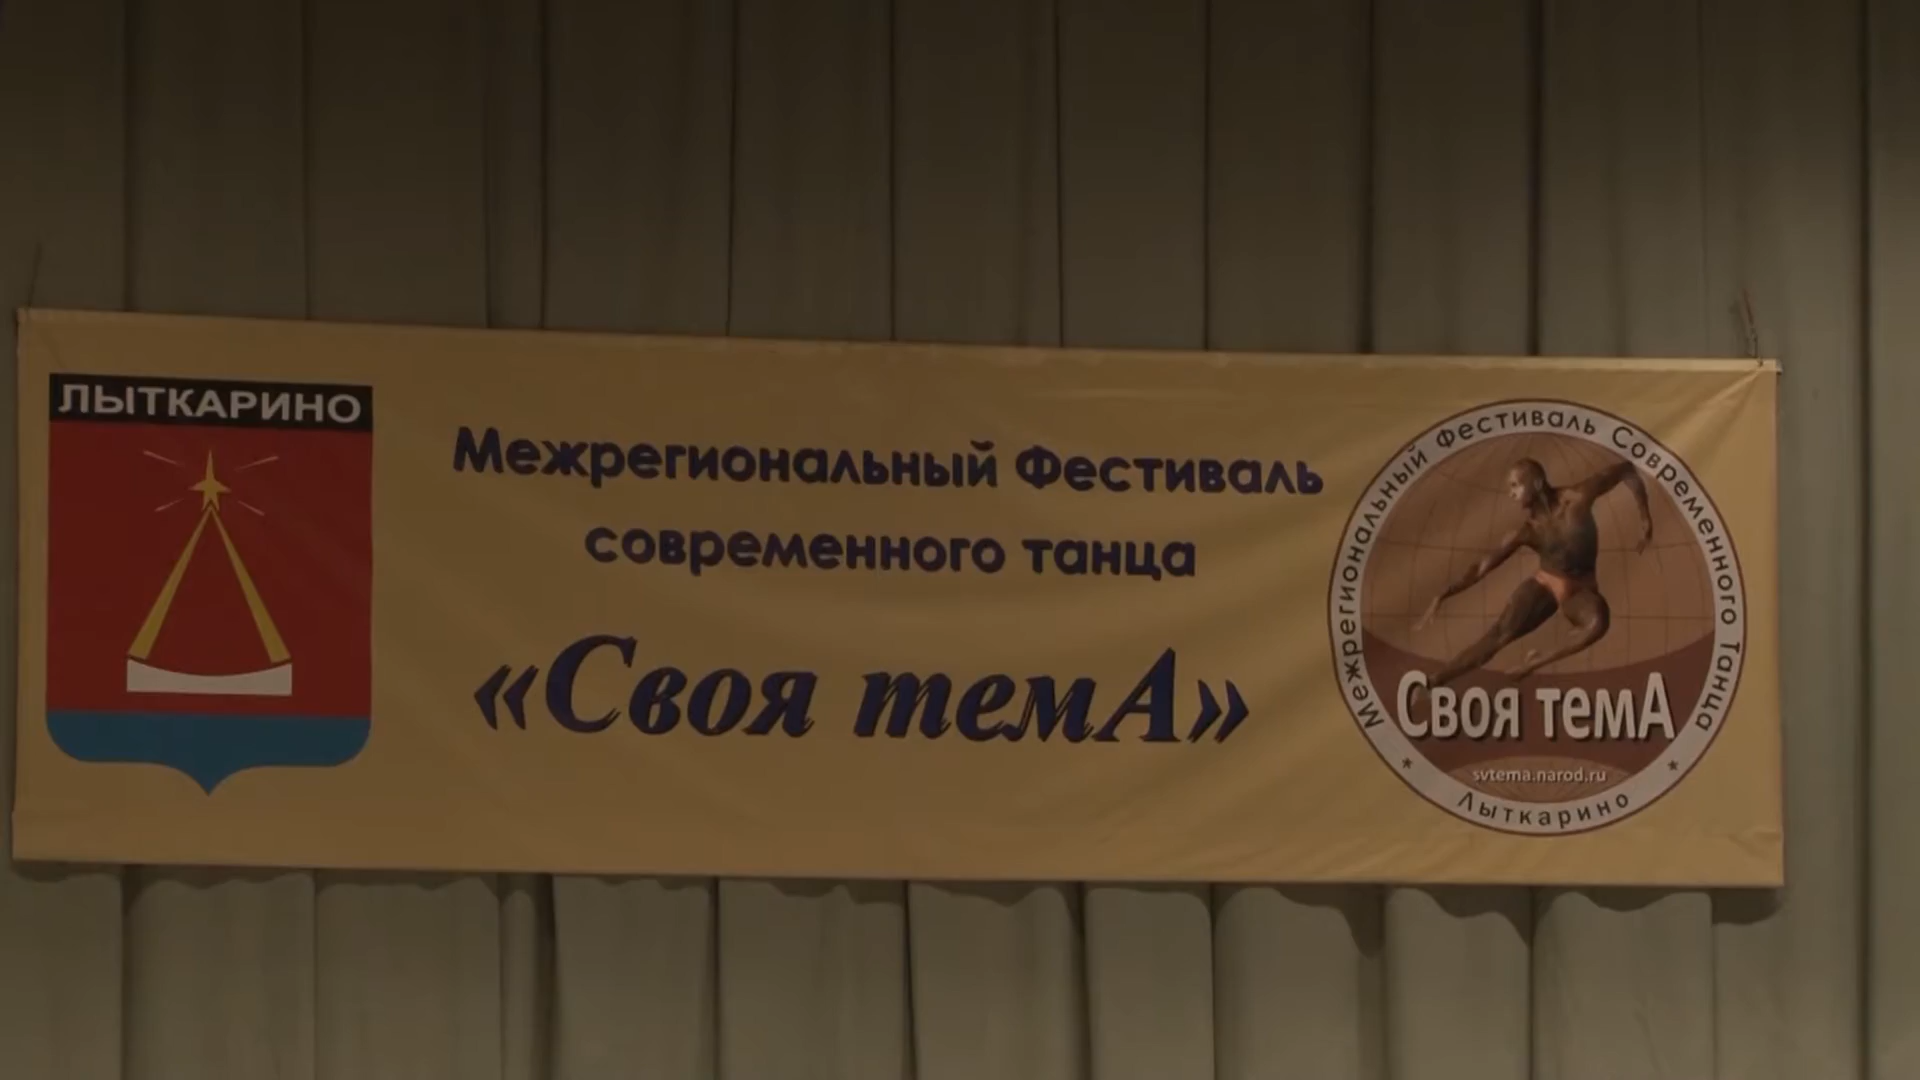 ЛЫТКАРИНО
Межрегиональный Фестиваль
современного танца
«Своя темА»
Межрегиональный Фестиваль Современного Танца
Своя темА
svtema.narod.ru
* Лыткарино *